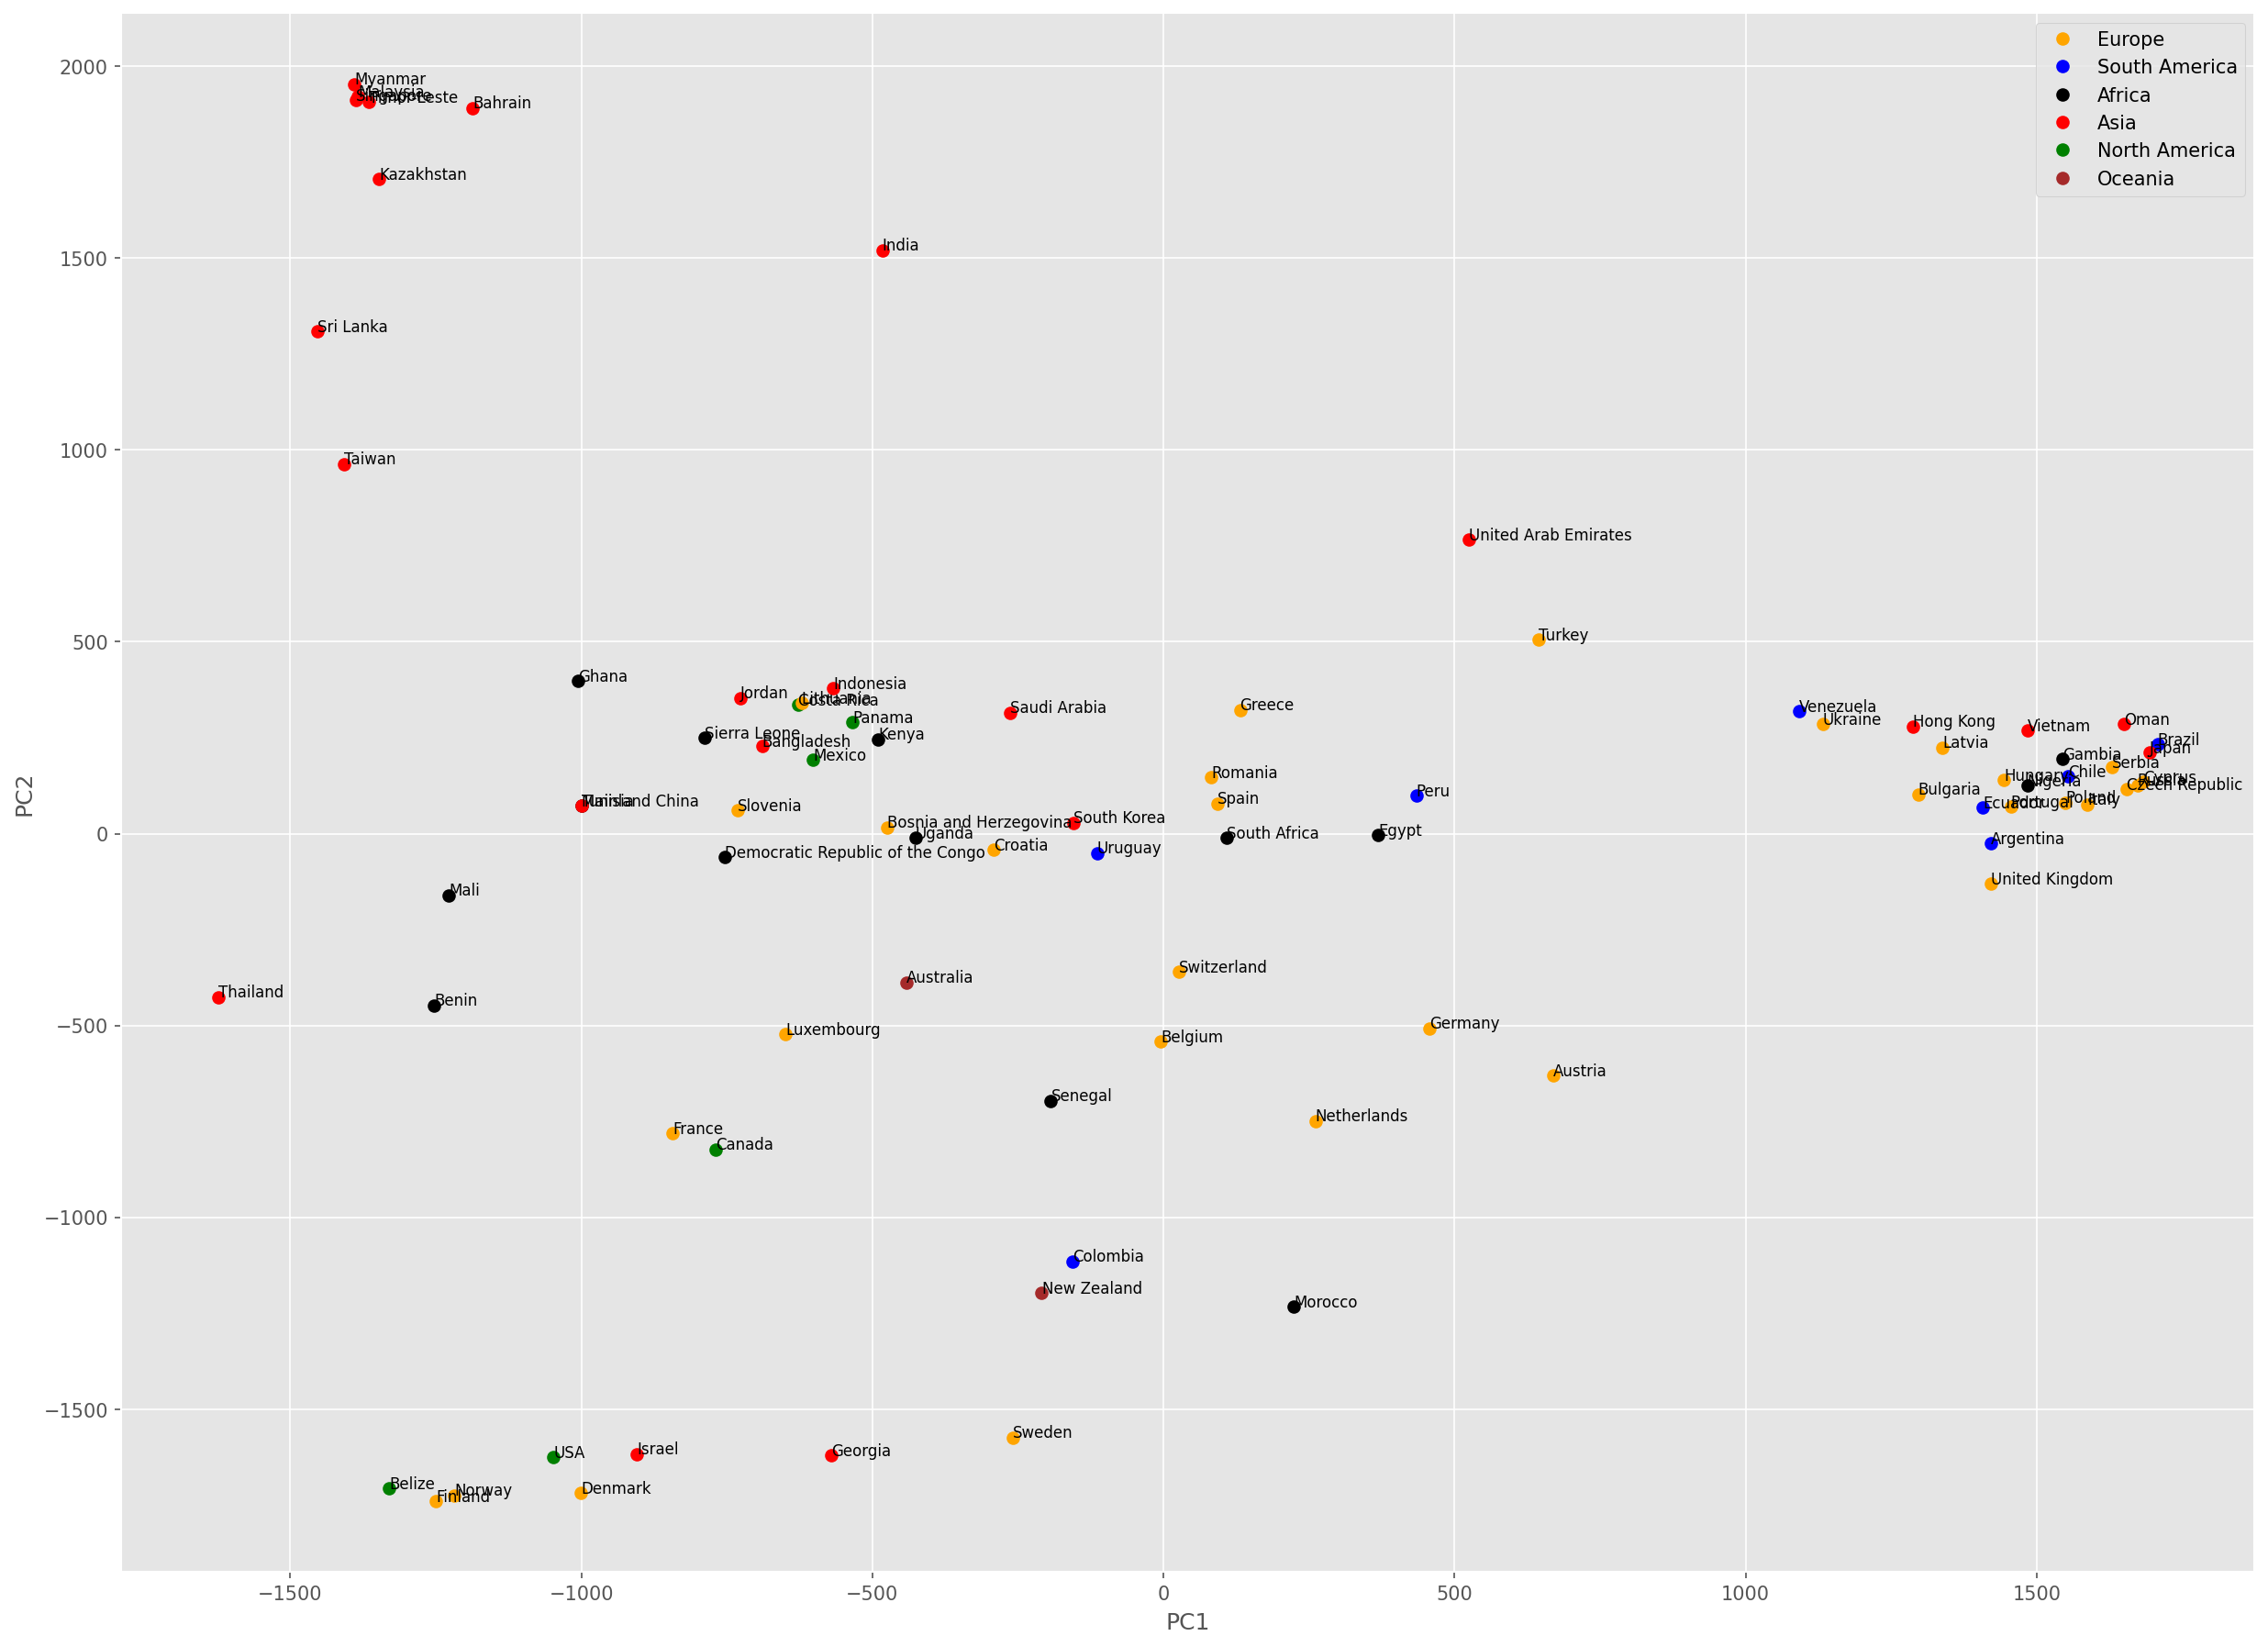 2000
1500
1000
500
0
−500
−1000
−1500
PC2
−1500
−1000
−500
0
500
1000
1500
PC1
Europe
South America
Africa
Asia
North America
Oceania
Myanmar
Malaysia
Singapore
Timor-Leste
Bahrain
Kazakhstan
India
Sri Lanka
Taiwan
United Arab Emirates
Turkey
Ghana
Jordan
Indonesia
Lithuania
Costa Rica
Panama
Saudi Arabia
Greece
Sierra Leone
Bangladesh
Kenya
Mexico
Romania
Tunisia
Mainland China
Slovenia
Spain
Peru
Bosnia and Herzegovina
South Korea
Uganda
South Africa
Egypt
Croatia
Uruguay
Democratic Republic of the Congo
Venezuela
Ukraine
Hong Kong
Vietnam
Oman
Latvia
Brazil
Japan
Gambia
Serbia
Hungary
Nigeria
Chile
Cyprus
Russia
Czech Republic
Bulgaria
Ecuador
Portugal
Poland
Italy
Argentina
United Kingdom
Mali
Thailand
Benin
Australia
Switzerland
Luxembourg
Belgium
Germany
Austria
Senegal
Netherlands
France
Canada
Colombia
New Zealand
Morocco
Sweden
USA
Israel
Georgia
Belize
Norway
Finland
Denmark